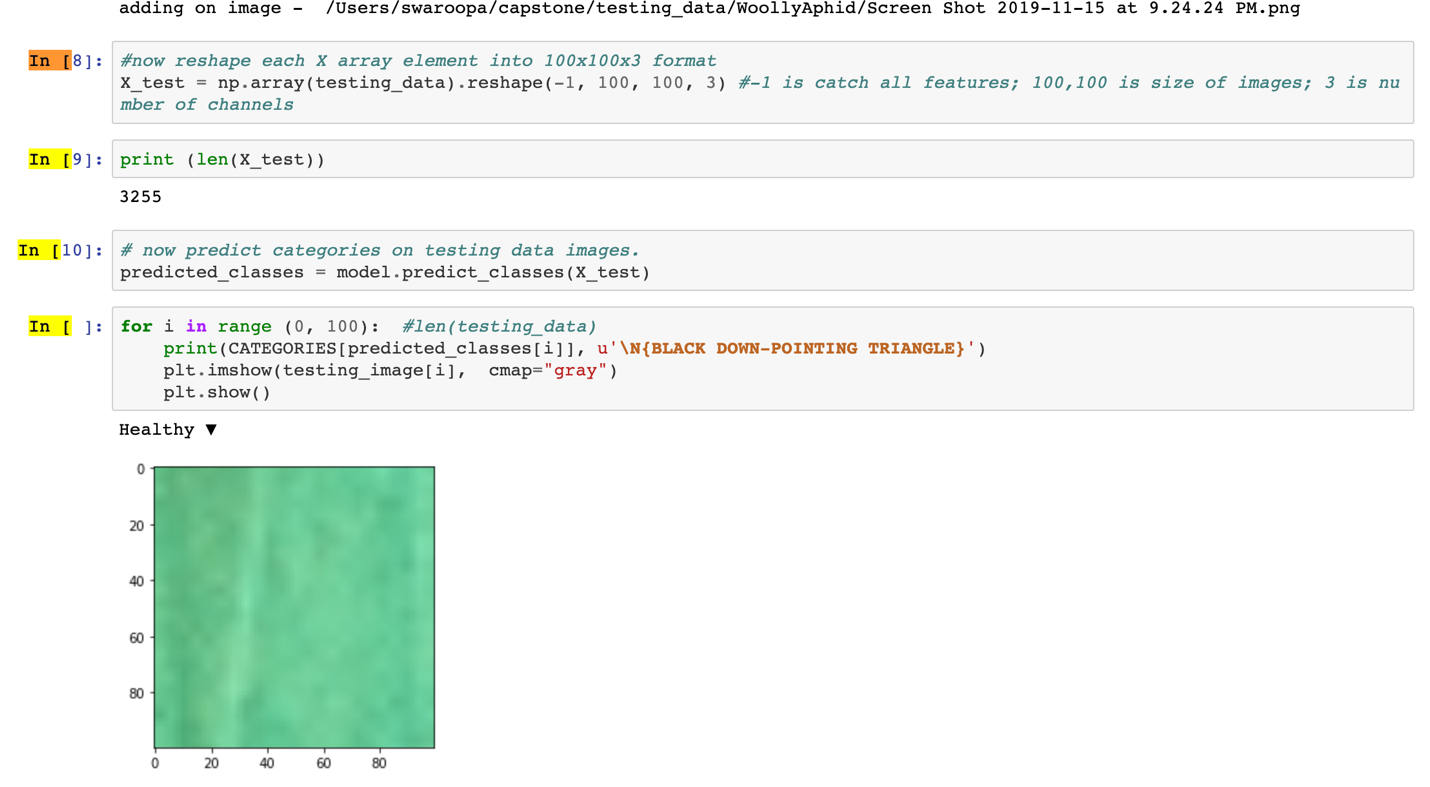 adding on image -  /Users/swaroopa/capstone/testing_data/WoollyAphid/Screen Shot 2019-11-15 at 9.24.24 PM.png
In [8]: #now reshape each X array element into 100x100x3 format
X_test = np.array(testing_data).reshape(-1, 100, 100, 3) #-1 is catch all features; 100,100 is size of images; 3 is nu
mber of channels
In [9]: print (len(X_test))
3255
In [10]: # now predict categories on testing data images.
predicted_classes = model.predict_classes(X_test)
In [ ]: for i in range (0, 100):  #len(testing_data)
    print(CATEGORIES[predicted_classes[i]], u'\N{BLACK DOWN-POINTING TRIANGLE}')
    plt.imshow(testing_image[i],  cmap="gray")
    plt.show()
Healthy ▼
0
20
40
60
80
0 20 40 60 80